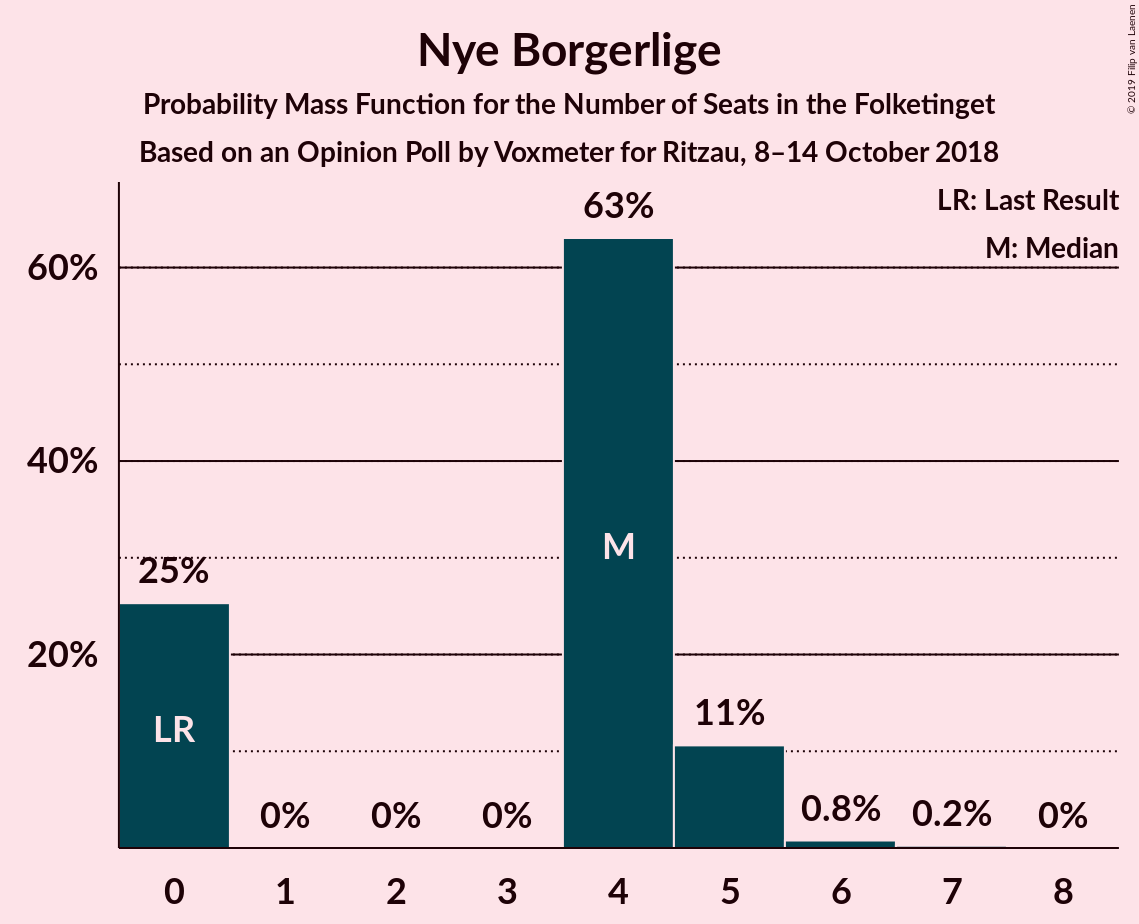 Nye Borgerlige
Probability Mass Function for the Number of Seats in the Folketinget
Based on an Opinion Poll by Voxmeter for Ritzau, 8–14 October 2018
© 2019 Filip van Laenen
LR: Last Result
M: Median
63%
60%
40%
M
25%
20%
LR
11%
0%
0%
0%
0.8%
0.2%
0%
0 1 2 3 4 5 6 7 8